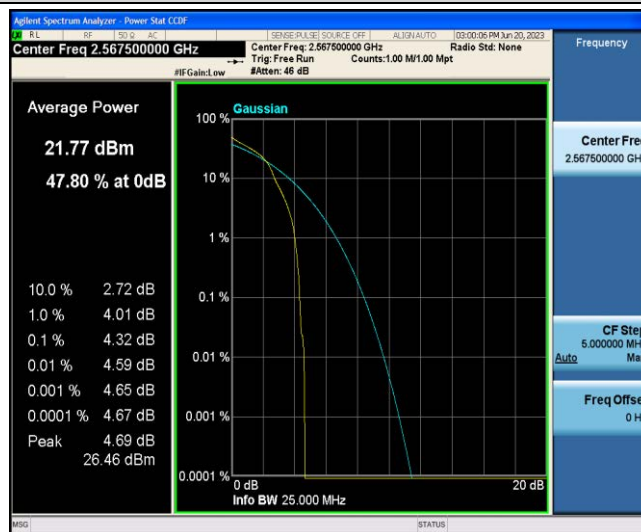 Agilent Spectrum Analyzer - Power Stat CCDF
RL RF 50 Ω AC SENSE:PULSE SOURCE OFF ALIGN AUTO 03:00:06 PM Jun 20, 2023
Center Freq 2.567500000 GHz
Center Freq: 2.567500000 GHz Radio Std: None
Trig: Free Run Counts:1.00 M/1.00 Mpt
#IFGain:Low #Atten: 46 dB
Frequency
Average Power
21.77 dBm
47.80 % at 0dB
10.0 % 2.72 dB
1.0 % 4.01 dB
0.1 % 4.32 dB
0.01 % 4.59 dB
0.001 % 4.65 dB
0.0001 % 4.67 dB
Peak 4.69 dB
26.46 dBm
Gaussian
100 %
10 %
1 %
0.1 %
0.01 %
0.001 %
0.0001 %
0 dB 20 dB
Info BW 25.000 MHz
Center Fre
2.567500000 GH
CF Step
5.000000 MH
Auto Ma
Freq Offse
0 H
MSG STATUS